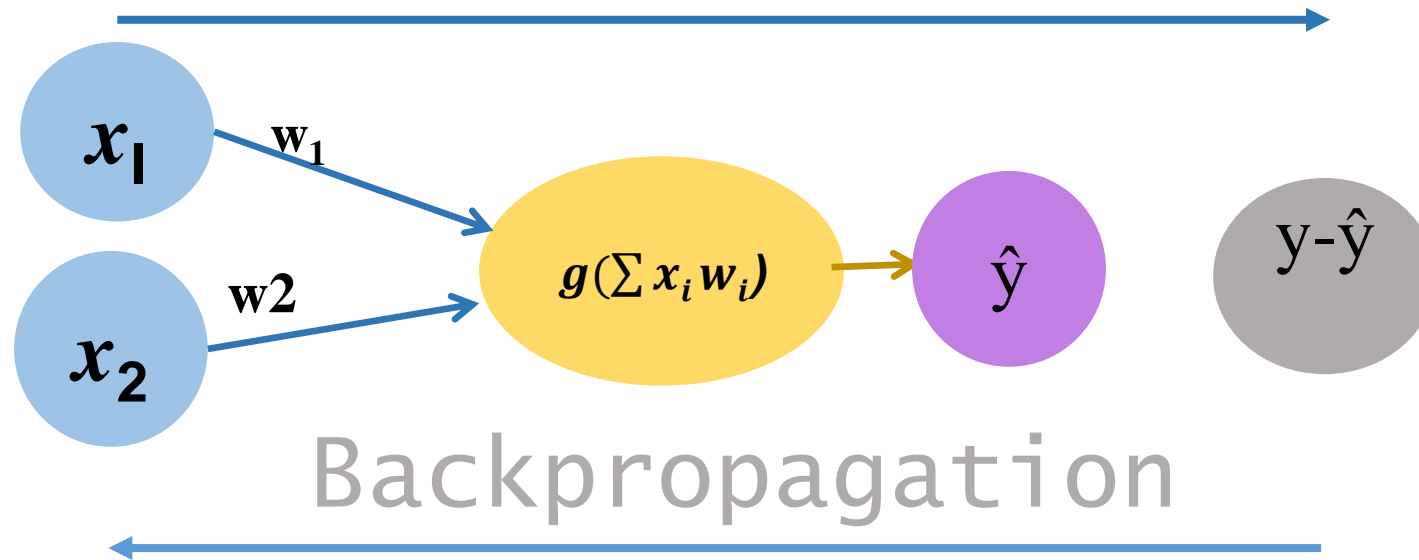 x₁
w₁
x₂
w2
g(∑ xᵢ wᵢ)
ŷ
y-ŷ
Backpropagation